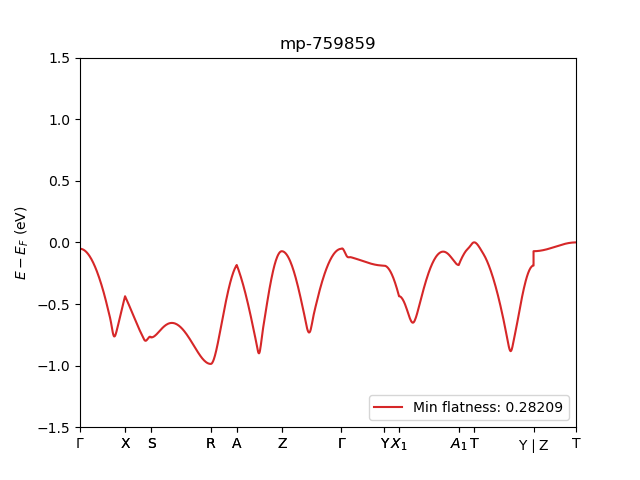 mp-759859
E − E_F (eV)
1.5
1.0
0.5
0.0
−0.5
−1.0
−1.5
Min flatness: 0.28209
Γ X S R A Z Γ Y X₁ A₁ T Y | Z T